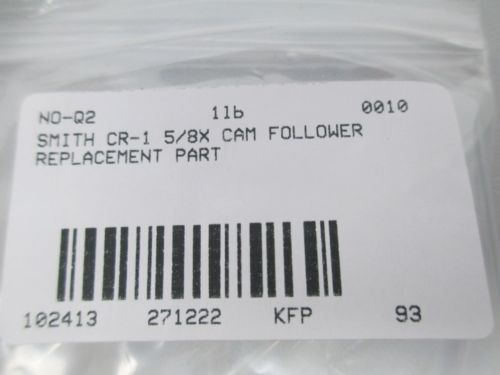 NO-Q2 1lb 0010
SMITH CR-1 5/8X CAM FOLLOWER
REPLACEMENT PART
102413 271222 KFP 93